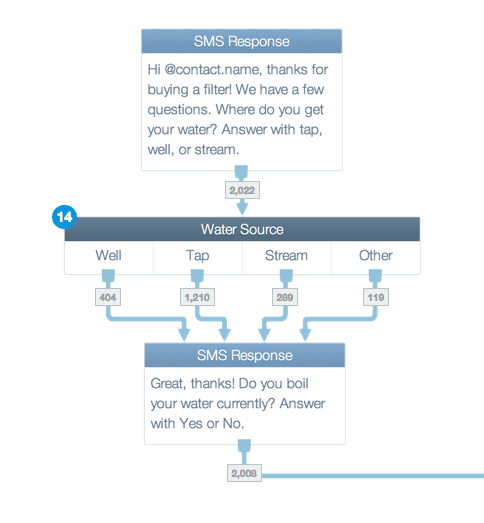 SMS Response
Hi @contact.name, thanks for
buying a filter! We have a few
questions. Where do you get
your water? Answer with tap,
well, or stream.
2,022
14
Water Source
Well Tap Stream Other
404 1,210 289 119
SMS Response
Great, thanks! Do you boil
your water currently? Answer
with Yes or No.
2,008